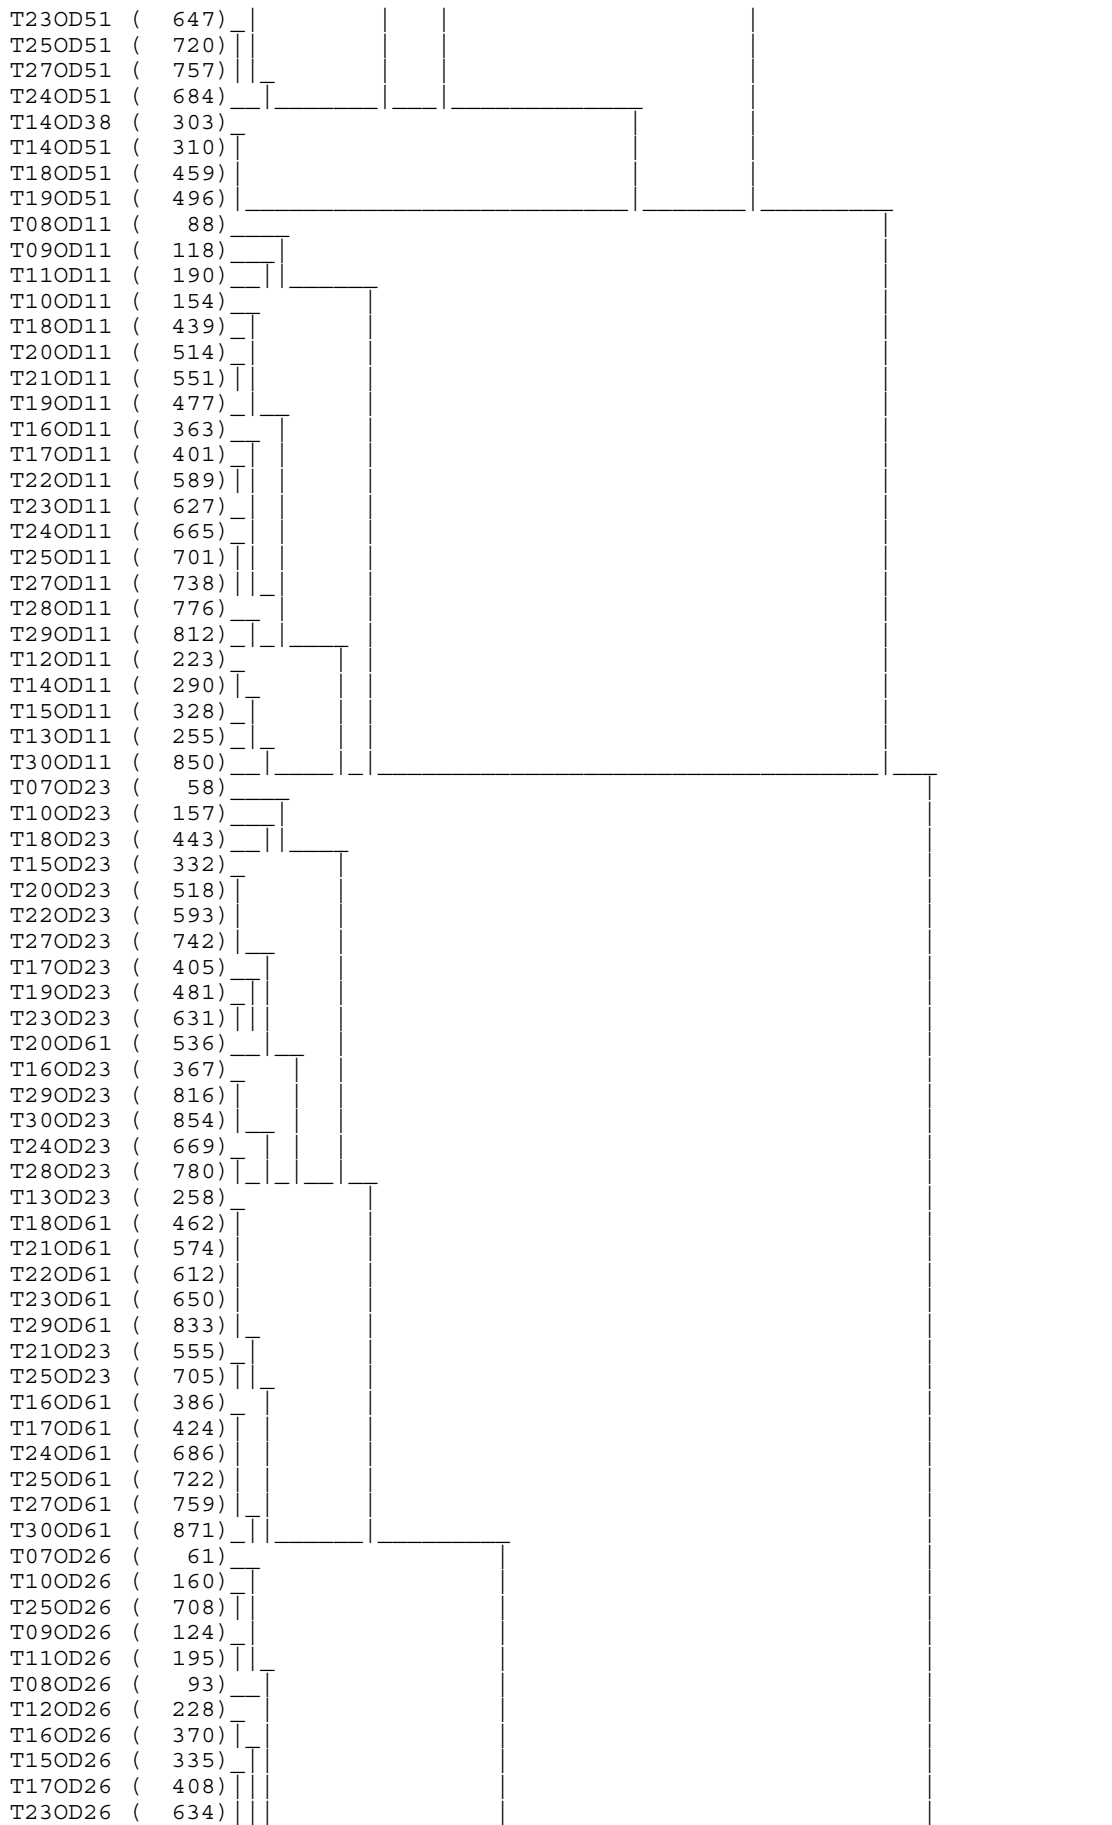 T23OD51 (  647)
T25OD51 (  720)
T27OD51 (  757)
T24OD51 (  684)
T14OD38 (  303)
T14OD51 (  310)
T18OD51 (  459)
T19OD51 (  496)
T08OD11 (   88)
T09OD11 (  118)
T11OD11 (  190)
T10OD11 (  154)
T18OD11 (  439)
T20OD11 (  514)
T21OD11 (  551)
T19OD11 (  477)
T16OD11 (  363)
T17OD11 (  401)
T22OD11 (  589)
T23OD11 (  627)
T24OD11 (  665)
T25OD11 (  701)
T27OD11 (  738)
T28OD11 (  776)
T29OD11 (  812)
T12OD11 (  223)
T14OD11 (  290)
T15OD11 (  328)
T13OD11 (  255)
T30OD11 (  850)
T07OD23 (   58)
T10OD23 (  157)
T18OD23 (  443)
T15OD23 (  332)
T20OD23 (  518)
T22OD23 (  593)
T27OD23 (  742)
T17OD23 (  405)
T19OD23 (  481)
T23OD23 (  631)
T20OD61 (  536)
T16OD23 (  367)
T29OD23 (  816)
T30OD23 (  854)
T24OD23 (  669)
T28OD23 (  780)
T13OD23 (  258)
T18OD61 (  462)
T21OD61 (  574)
T22OD61 (  612)
T23OD61 (  650)
T29OD61 (  833)
T21OD23 (  555)
T25OD23 (  705)
T16OD61 (  386)
T17OD61 (  424)
T24OD61 (  686)
T25OD61 (  722)
T27OD61 (  759)
T30OD61 (  871)
T07OD26 (   61)
T10OD26 (  160)
T25OD26 (  708)
T09OD26 (  124)
T11OD26 (  195)
T08OD26 (   93)
T12OD26 (  228)
T16OD26 (  370)
T15OD26 (  335)
T17OD26 (  408)
T23OD26 (  634)